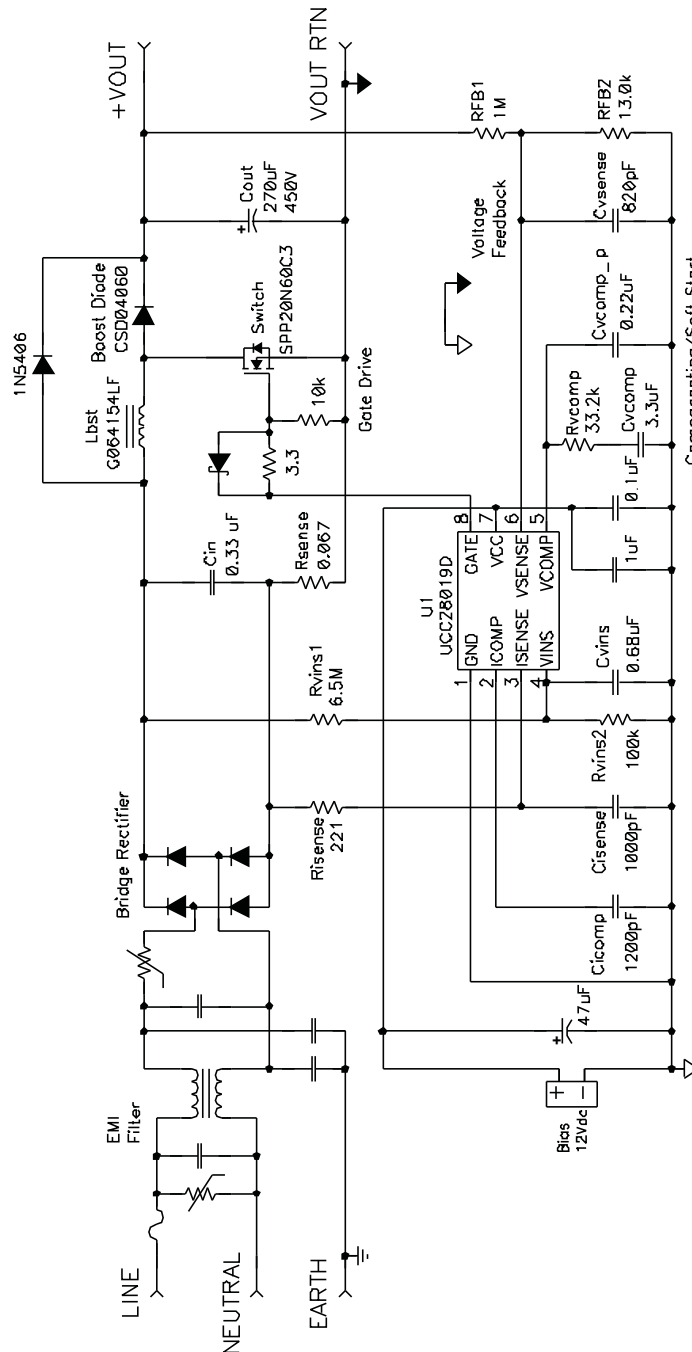 LINE
NEUTRAL
EARTH
EMI
Filter
Bridge Rectifier
1N5406
Lbst
G064154LF
Boost Diode
CSD04060
+VOUT
VOUT RTN
Cin
0.33 uF
Rsense
0.067
3.3
10k
Switch
SPP20N60C3
Gate Drive
+
Cout
270uF
450V
Risense
221
Rvins1
6.5M
U1
UCC28019D
1
GND
2
ICOMP
3
ISENSE
4
VINS
GATE
8
VCC
7
VSENSE
6
VCOMP
5
Voltage
Feedback
RFB1
1M
RFB2
13.0k
Bias
12Vdc
+
-
+
47uF
Cicomp
1200pF
Cisense
1000pF
Rvins2
100k
Cvins
0.68uF
1uF
0.1uF
Rvcomp
33.2k
Cvcomp
3.3uF
Cvcomp_p
0.22uF
Cvsense
820pF